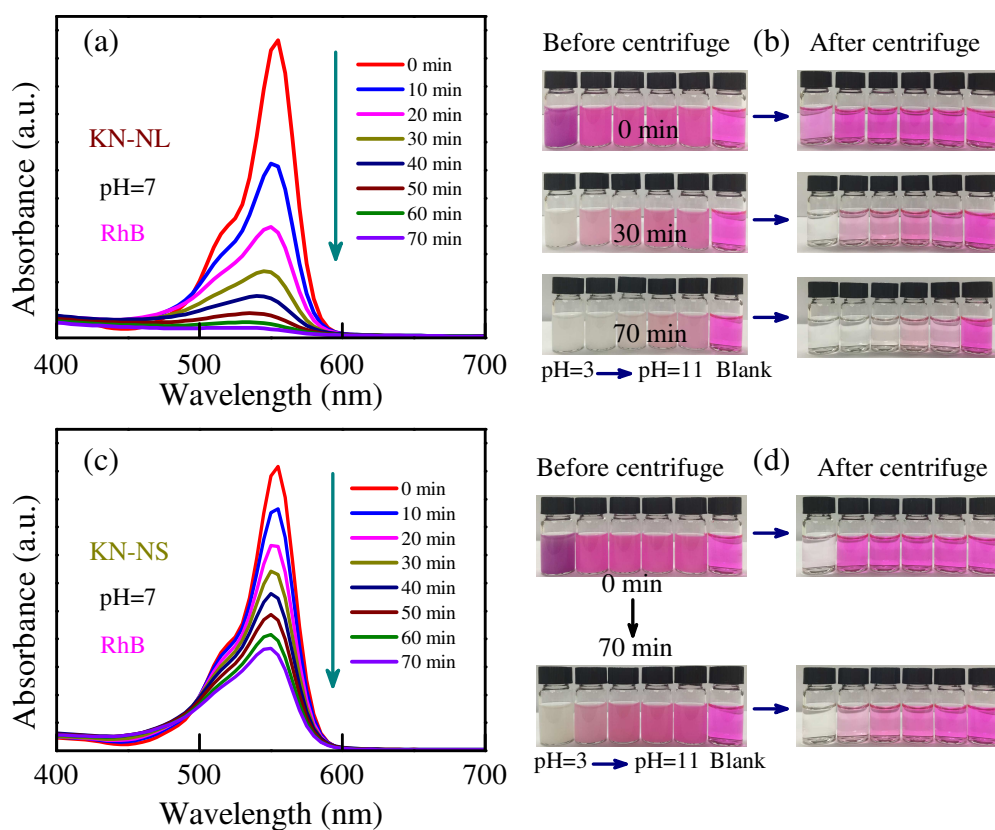 (a)
Absorbance (a.u.)
KN-NL
pH=7
RhB
0 min
10 min
20 min
30 min
40 min
50 min
60 min
70 min
400 500 600 700
Wavelength (nm)
Before centrifuge (b) After centrifuge
0 min
30 min
70 min
pH=3 pH=11 Blank
(c)
Absorbance (a.u.)
KN-NS
pH=7
RhB
0 min
10 min
20 min
30 min
40 min
50 min
60 min
70 min
400 500 600 700
Wavelength (nm)
Before centrifuge (d) After centrifuge
0 min
70 min
pH=3 pH=11 Blank